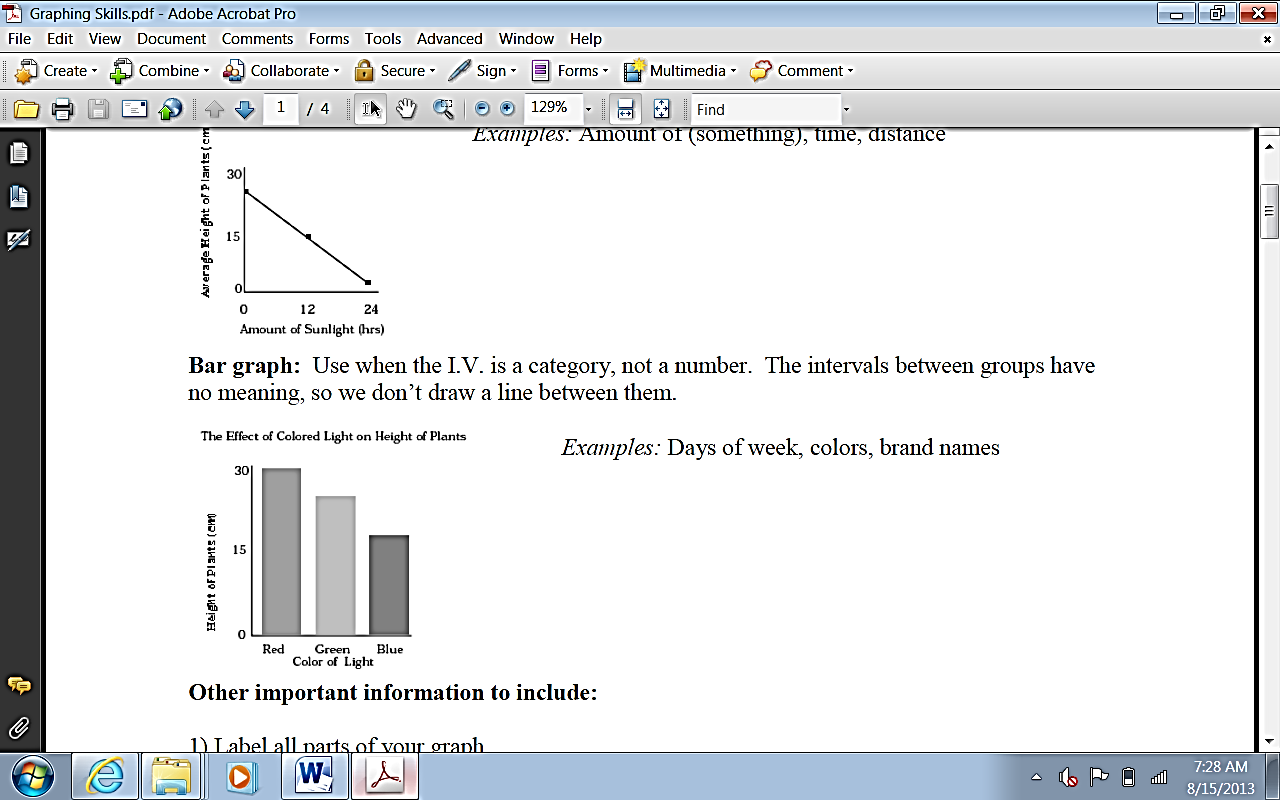 Graphing Skills.pdf - Adobe Acrobat Pro
File Edit View Document Comments Forms Tools Advanced Window Help
Create Combine Collaborate Secure Sign Forms Multimedia Comment
1 / 4 129% Find
Examples: Amount of (something), time, distance
Average Height of Plants (cm)
30
15
0
0 12 24
Amount of Sunlight (hrs)
Bar graph: Use when the I.V. is a category, not a number. The intervals between groups have
no meaning, so we don’t draw a line between them.
The Effect of Colored Light on Height of Plants
Examples: Days of week, colors, brand names
Height of Plants (cm)
30
15
0
Red Green Blue
Color of Light
Other important information to include:
1) Label all parts of your graph
7:28 AM
8/15/2013